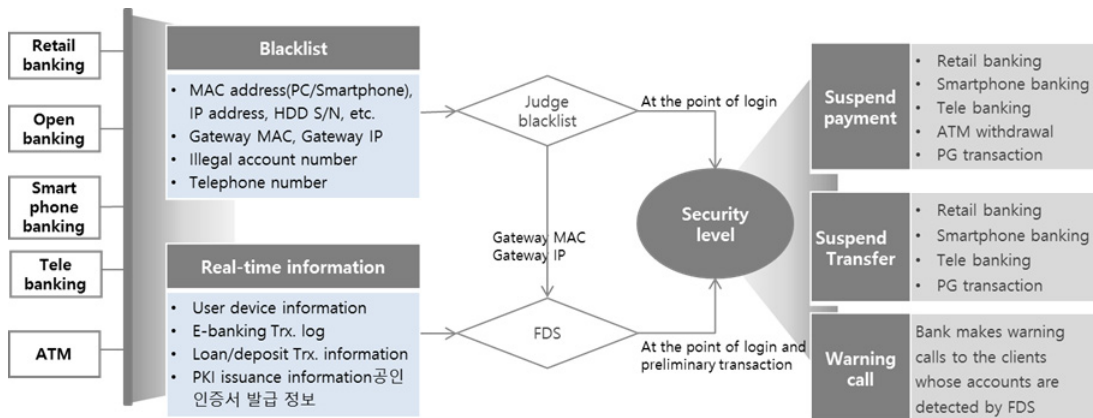 Retail
banking
Open
banking
Smart
phone
banking
Tele
banking
ATM
Blacklist
• MAC address(PC/Smartphone),
IP address, HDD S/N, etc.
• Gateway MAC, Gateway IP
• Illegal account number
• Telephone number
Real-time information
• User device information
• E-banking Trx. log
• Loan/deposit Trx. information
• PKI issuance information공인
인증서 발급 정보
Judge
blacklist
At the point of login
Gateway MAC
Gateway IP
FDS
At the point of login and
preliminary transaction
Security
level
Suspend
payment
• Retail banking
• Smartphone banking
• Tele banking
• ATM withdrawal
• PG transaction
Suspend
Transfer
• Retail banking
• Smartphone banking
• Tele banking
• PG transaction
Warning
call
Bank makes warning
calls to the clients
whose accounts are
detected by FDS